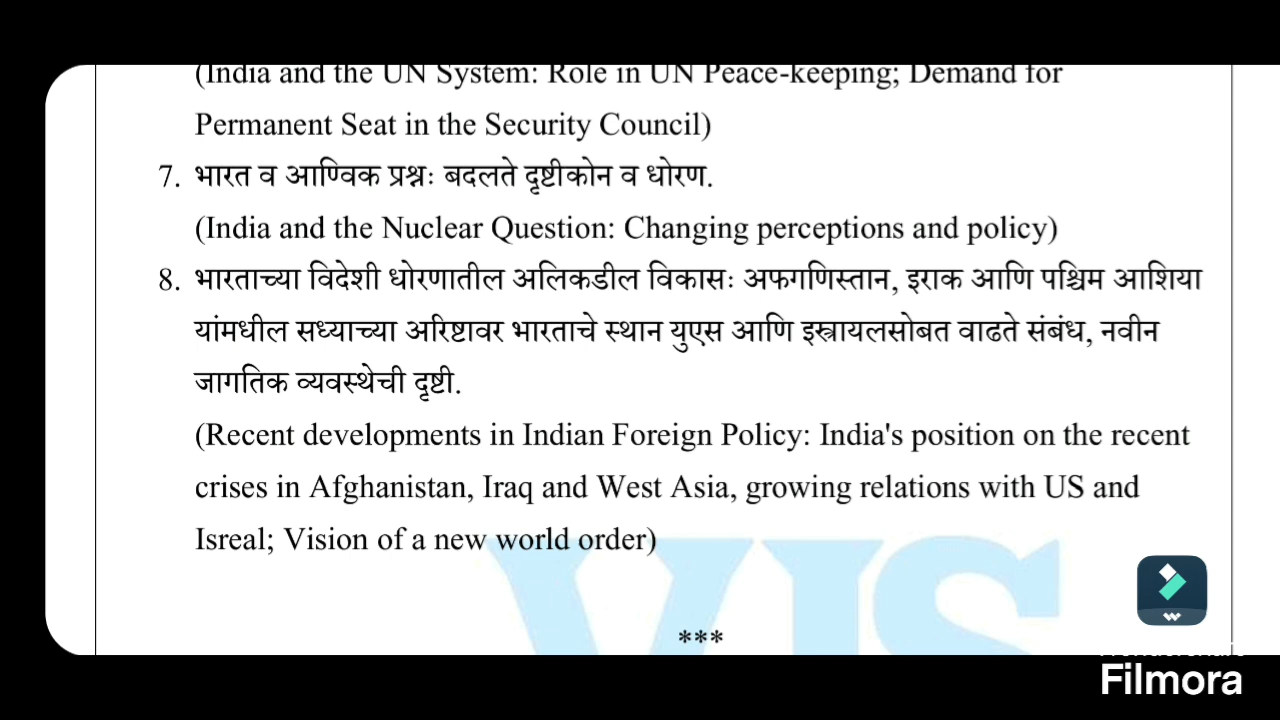 (India and the UN System: Role in UN Peace-keeping; Demand for
Permanent Seat in the Security Council)
7. भारत व आण्विक प्रश्नः बदलते दृष्टीकोन व धोरण.
(India and the Nuclear Question: Changing perceptions and policy)
8. भारताच्या विदेशी धोरणातील अलिकडील विकासः अफगणिस्तान, इराक आणि पश्चिम आशिया
यांमधील सध्याच्या अरिष्टावर भारताचे स्थान युएस आणि इस्त्रायलसोबत वाढते संबंध, नवीन
जागतिक व्यवस्थेची दृष्टी.
(Recent developments in Indian Foreign Policy: India's position on the recent
crises in Afghanistan, Iraq and West Asia, growing relations with US and
Isreal; Vision of a new world order)
***
Filmora